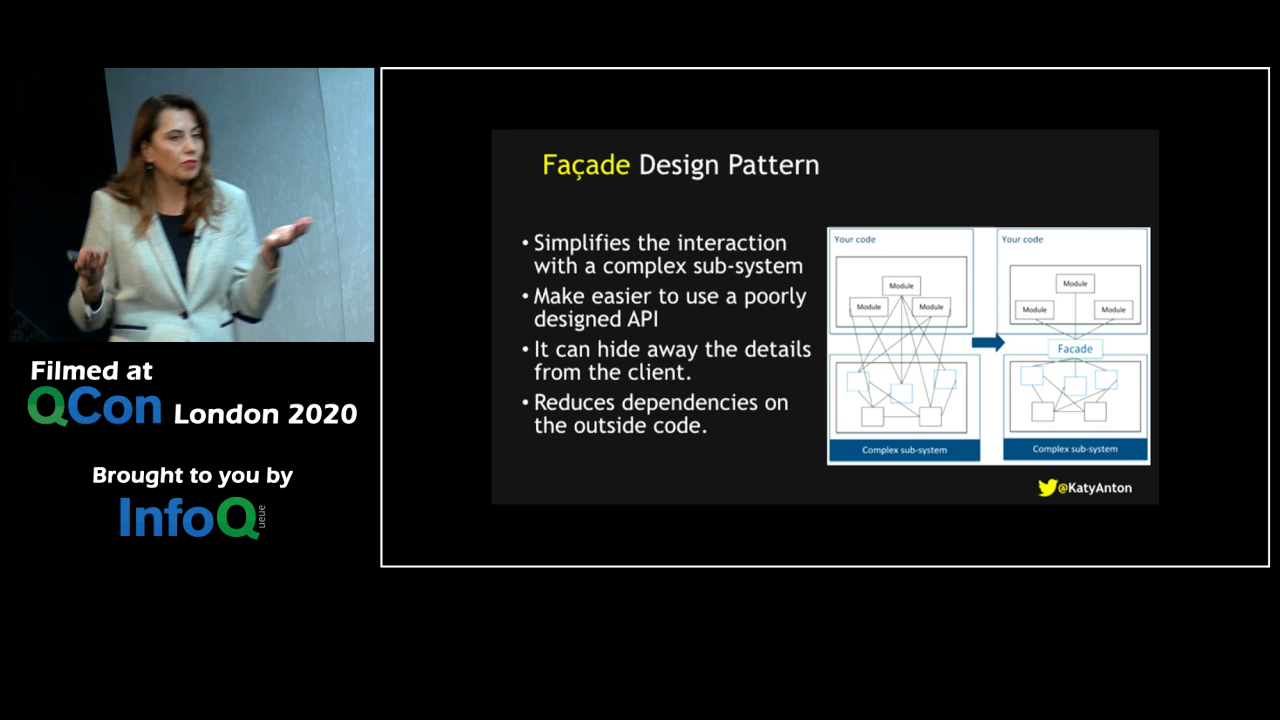 Façade Design Pattern
• Simplifies the interaction
with a complex sub-system
• Make easier to use a poorly
designed API
• It can hide away the details
from the client.
• Reduces dependencies on
the outside code.
Your code
Module
Module
Module
Complex sub-system
Your code
Module
Module
Module
Facade
Complex sub-system
@KatyAnton
Filmed at
QCon London 2020
Brought to you by
InfoQueue